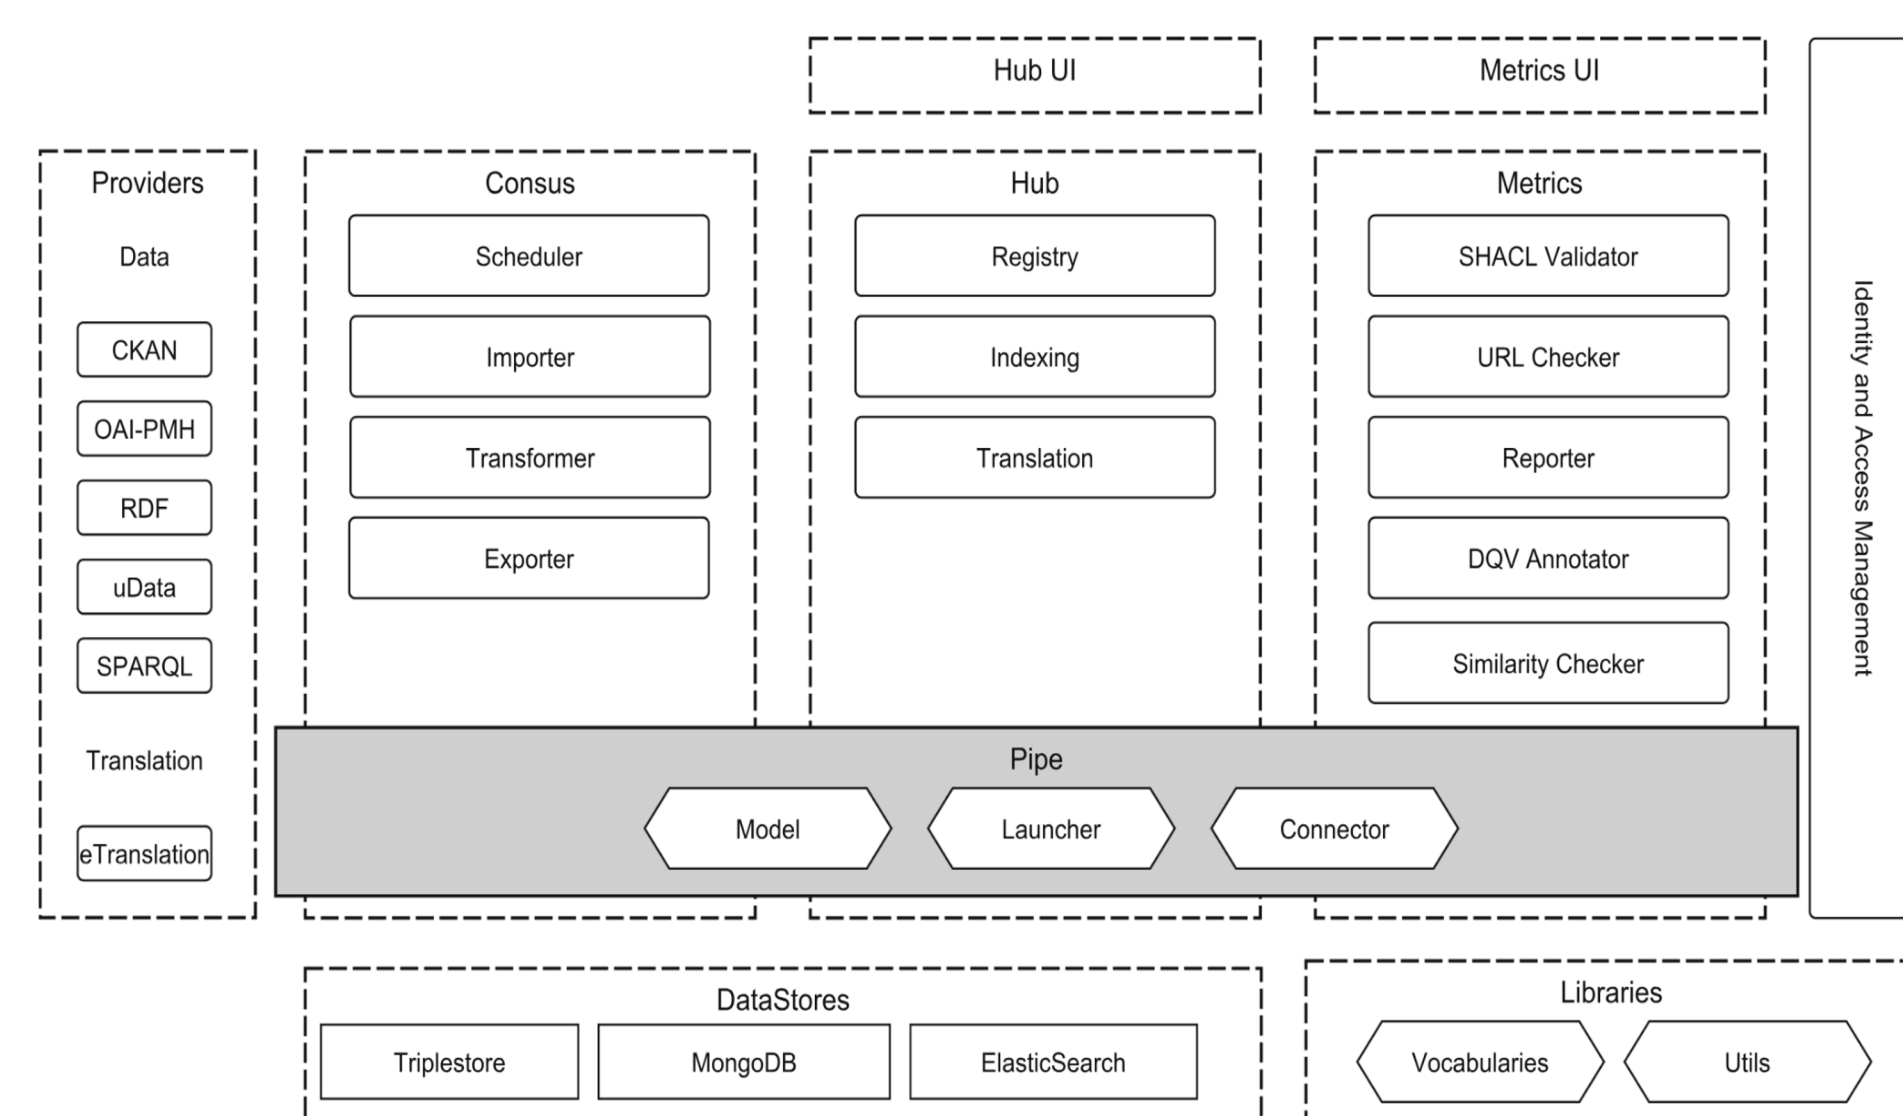 Hub UI
Metrics UI
Providers
Data
CKAN
OAI-PMH
RDF
uData
SPARQL
Translation
eTranslation
Consus
Scheduler
Importer
Transformer
Exporter
Hub
Registry
Indexing
Translation
Metrics
SHACL Validator
URL Checker
Reporter
DQV Annotator
Similarity Checker
Identity and Access Management
Pipe
Model
Launcher
Connector
DataStores
Triplestore
MongoDB
ElasticSearch
Libraries
Vocabularies
Utils